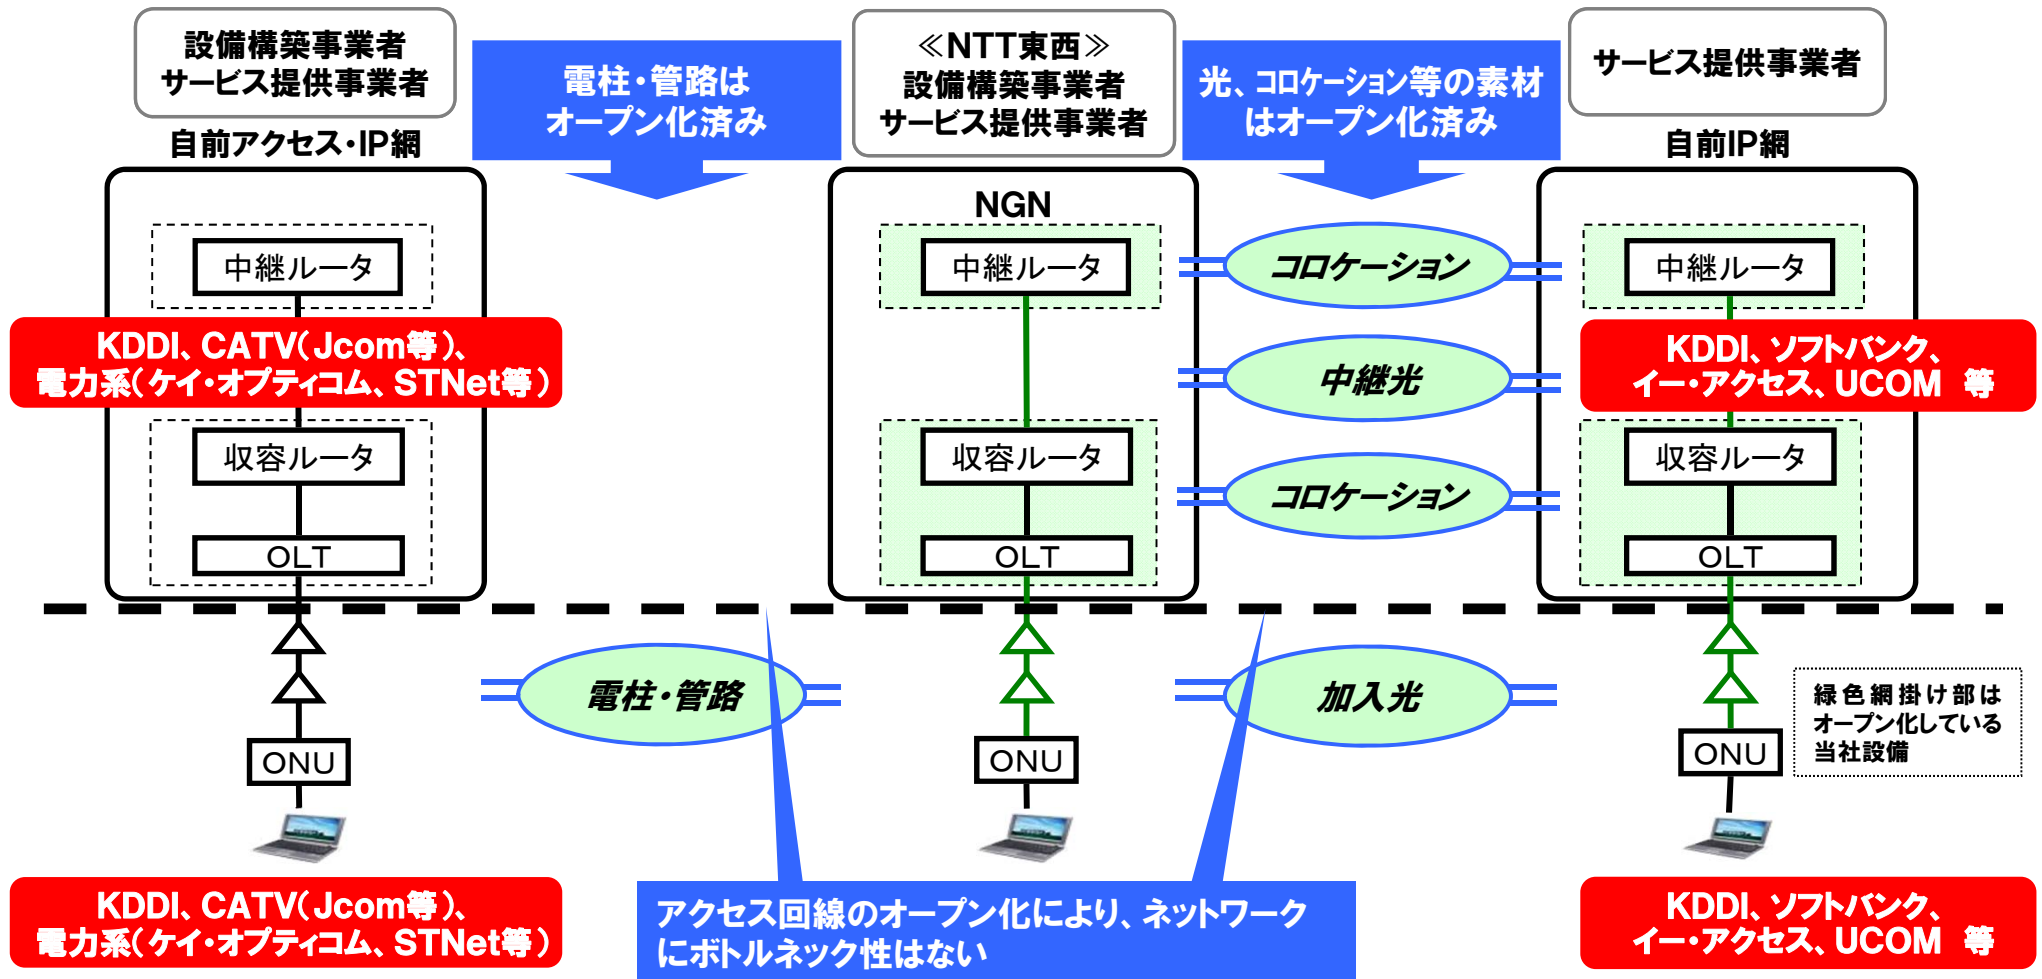 設備構築事業者
サービス提供事業者
自前アクセス・IP網
電柱・管路は
オープン化済み
≪NTT東西≫
設備構築事業者
サービス提供事業者
光、コロケーション等の素材
はオープン化済み
サービス提供事業者
自前IP網
NGN
中継ルータ
中継ルータ
コロケーション
中継ルータ
KDDI、CATV(Jcom等)、
電力系(ケイ・オプティコム、STNet等)
中継光
KDDI、ソフトバンク、
イー・アクセス、UCOM 等
収容ルータ
収容ルータ
コロケーション
収容ルータ
OLT
OLT
OLT
電柱・管路
加入光
緑色網掛け部は
オープン化している
当社設備
ONU
ONU
ONU
KDDI、CATV(Jcom等)、
電力系(ケイ・オプティコム、STNet等)
アクセス回線のオープン化により、ネットワーク
にボトルネック性はない
KDDI、ソフトバンク、
イー・アクセス、UCOM 等